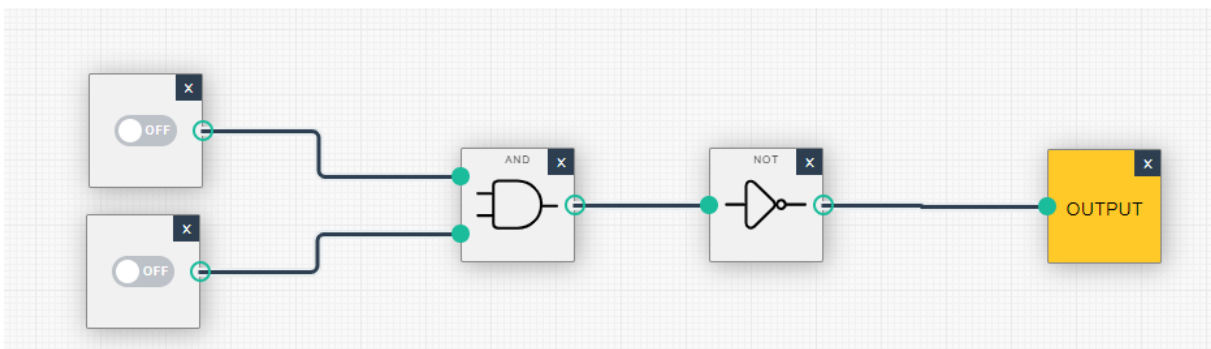 X
OFF
X
OFF
AND X
NOT X
X
OUTPUT